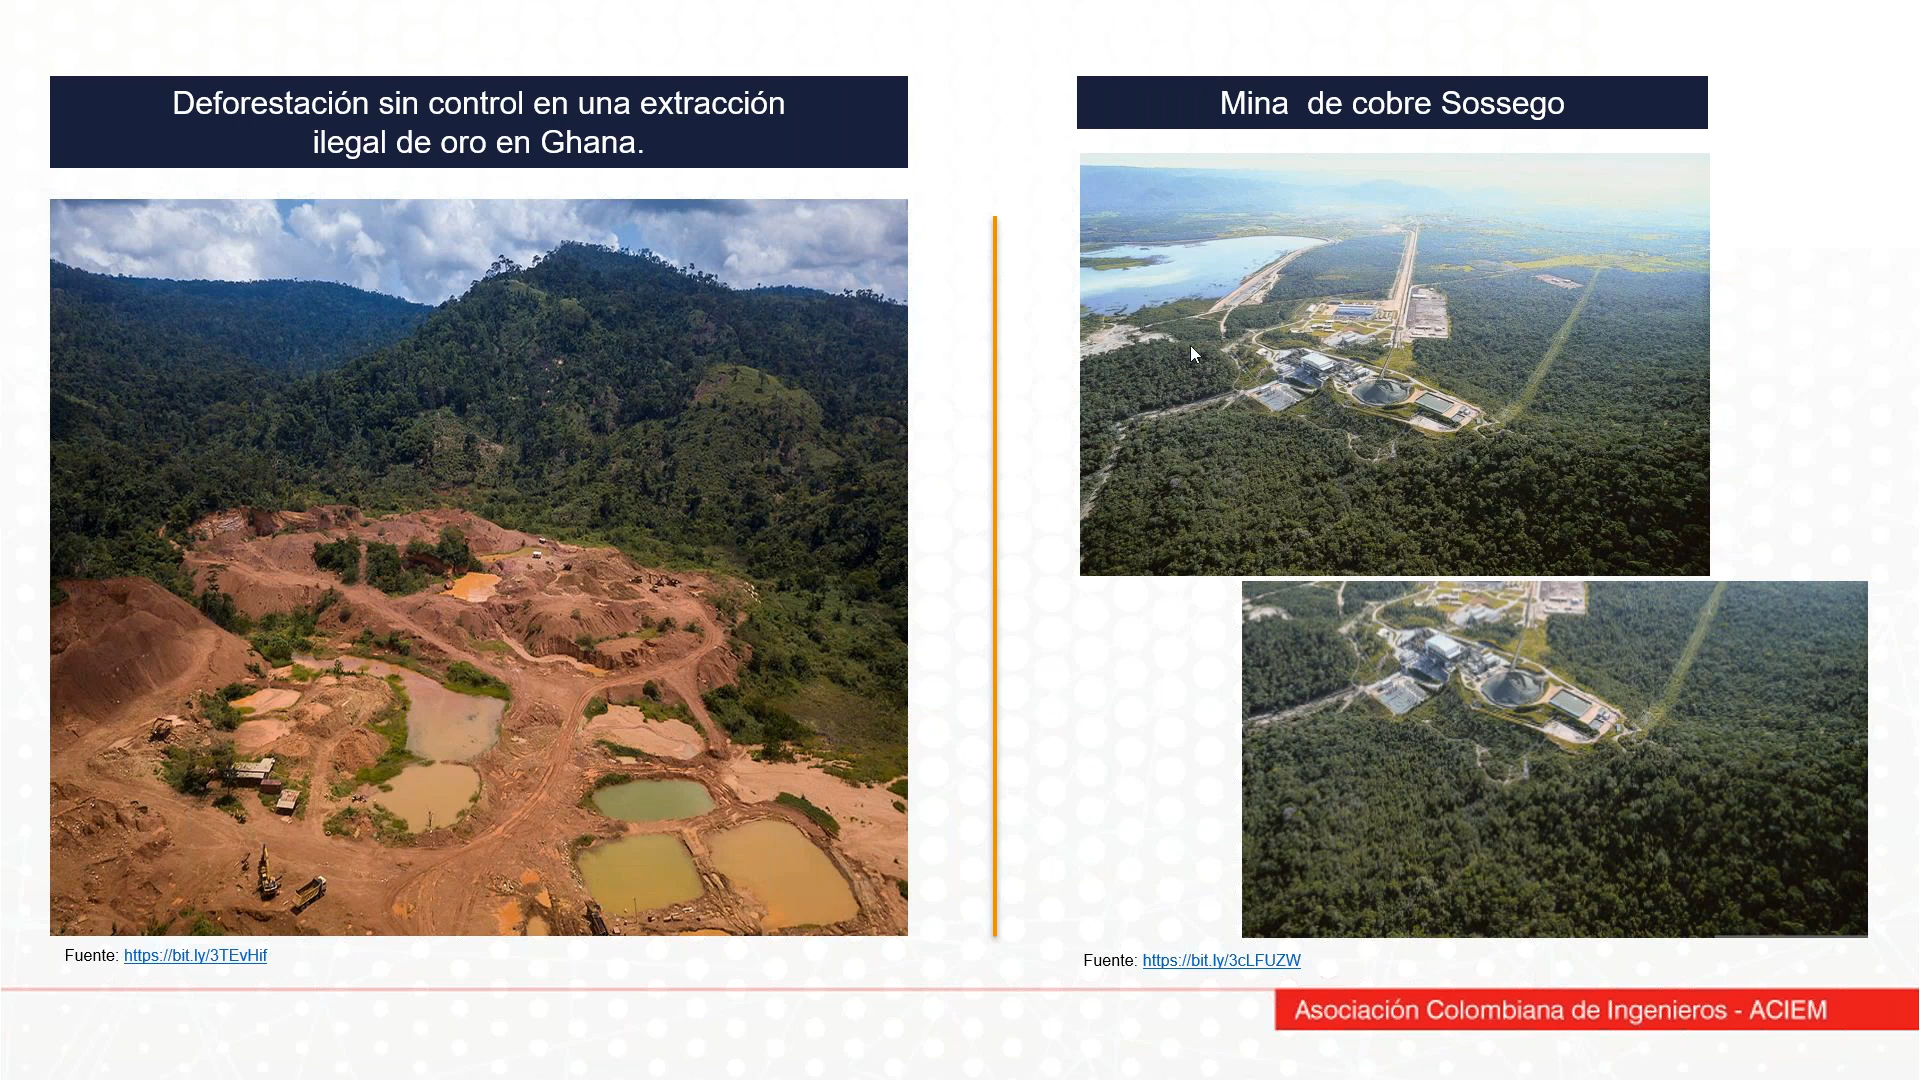 Deforestación sin control en una extracción
ilegal de oro en Ghana.
Mina  de cobre Sossego
Fuente: https://bit.ly/3TEvHif
Fuente: https://bit.ly/3cLFUZW
Asociación Colombiana de Ingenieros - ACIEM